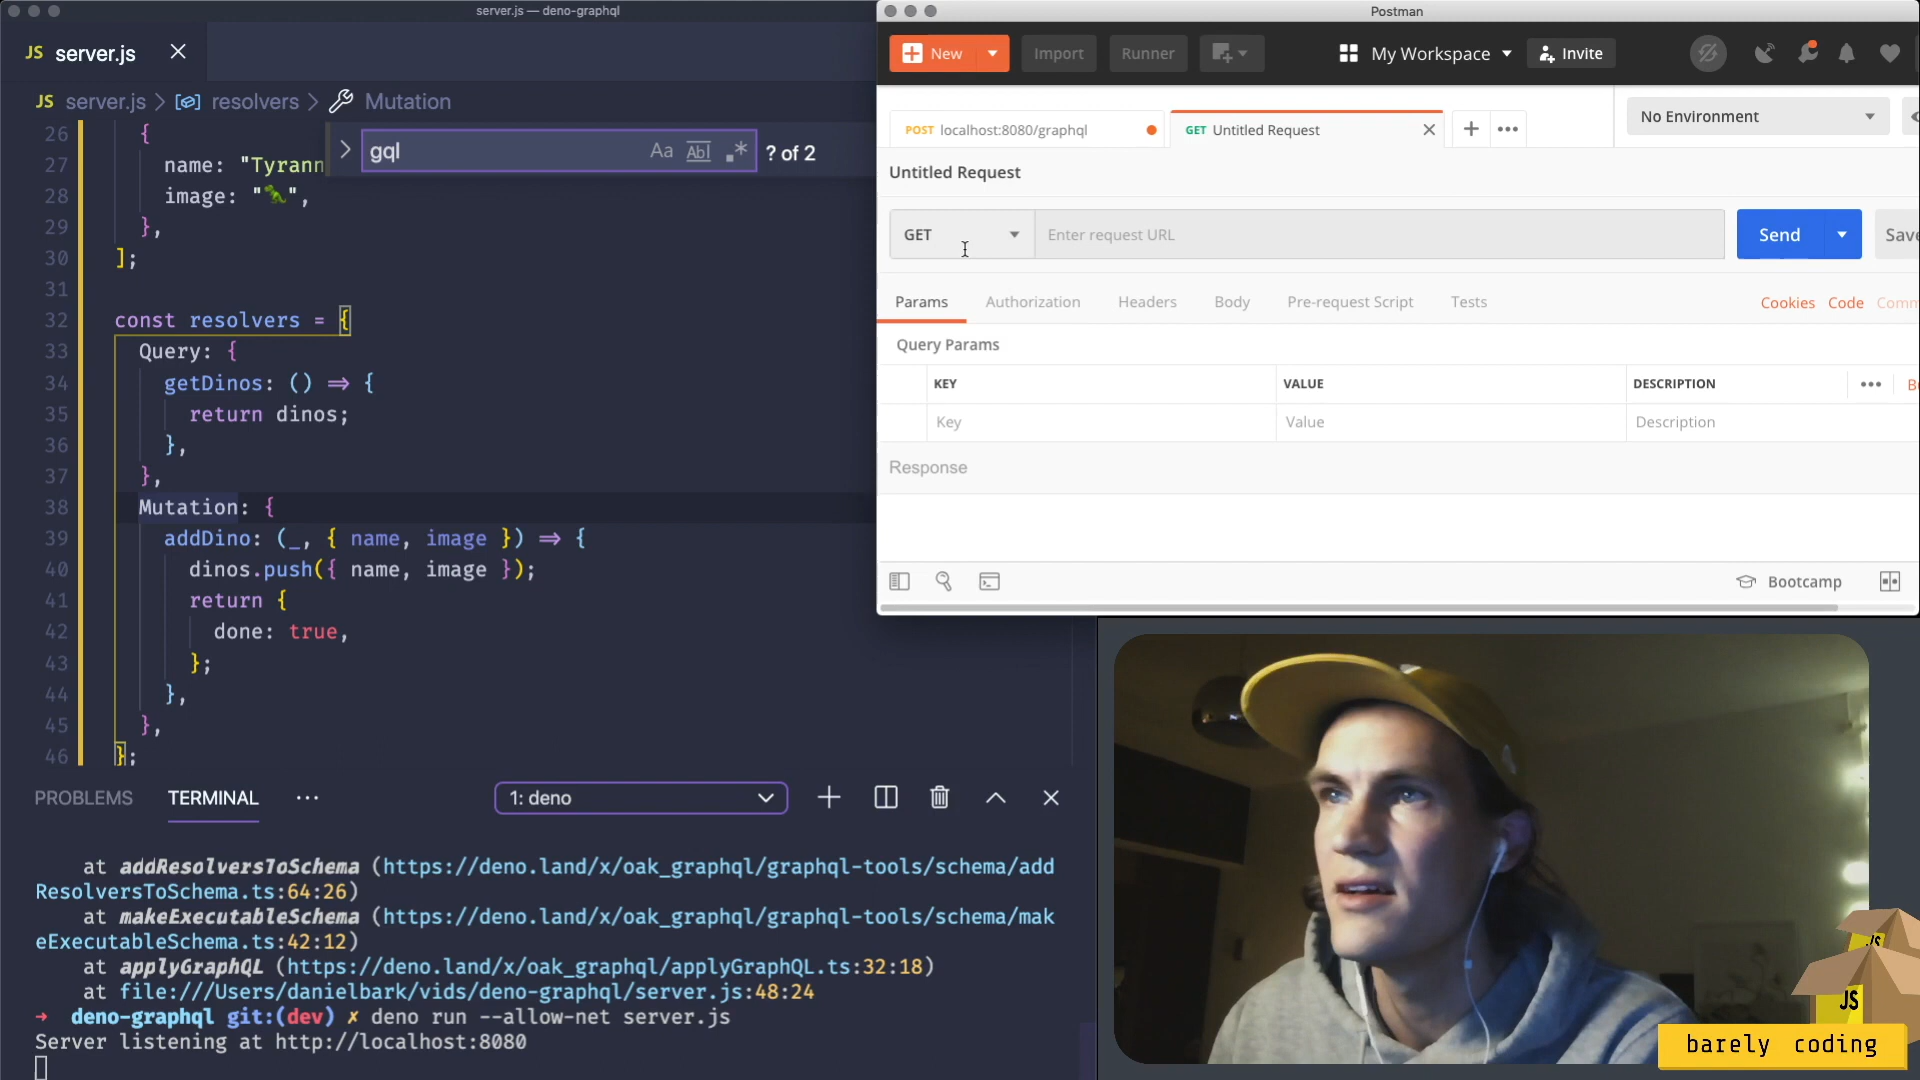 server.js — deno-graphql
JS server.js
JS server.js > resolvers > Mutation
gql
Aa Abl .* ? of 2
26 {
27 name: "Tyrann
28 image: "🦖",
29 },
30 ];
31
32 const resolvers = {
33 Query: {
34 getDinos: () ⇒ {
35 return dinos;
36 },
37 },
38 Mutation: {
39 addDino: (_, { name, image }) ⇒ {
40 dinos.push({ name, image });
41 return {
42 done: true,
43 };
44 },
45 },
46 };
PROBLEMS TERMINAL ··· 1: deno
at addResolversToSchema (https://deno.land/x/oak_graphql/graphql-tools/schema/add
ResolversToSchema.ts:64:26)
at makeExecutableSchema (https://deno.land/x/oak_graphql/graphql-tools/schema/mak
eExecutableSchema.ts:42:12)
at applyGraphQL (https://deno.land/x/oak_graphql/applyGraphQL.ts:32:18)
at file:///Users/danielbark/vids/deno-graphql/server.js:48:24
➜ deno-graphql git:(dev) ✗ deno run --allow-net server.js
Server listening at http://localhost:8080
Postman
New Import Runner My Workspace Invite
POST localhost:8080/graphql GET Untitled Request No Environment
Untitled Request
GET Enter request URL Send Save
Params Authorization Headers Body Pre-request Script Tests Cookies Code Comm
Query Params
KEY VALUE DESCRIPTION ••• B
Key Value Description
Response
Bootcamp
JS
JS
barely coding